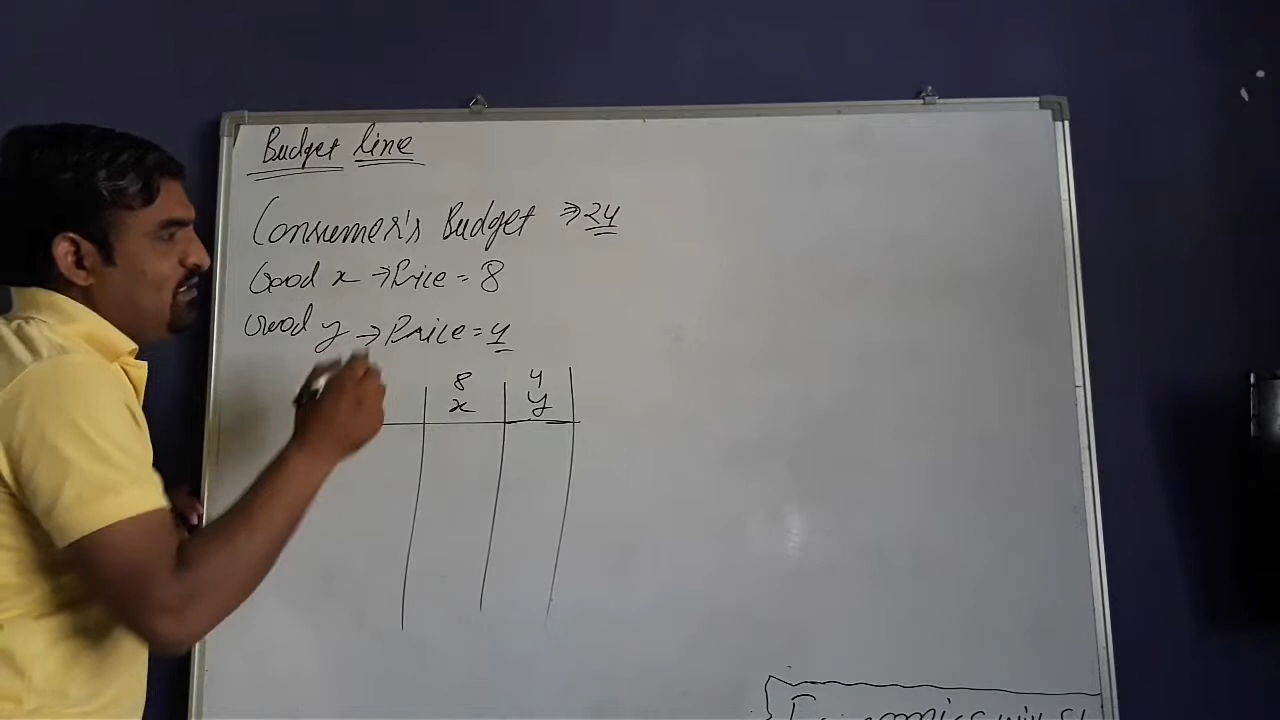 Budget line
Consumer's Budget ⇒ 24
Good x → Price = 8
Good y → Price = 4
8 4
x y